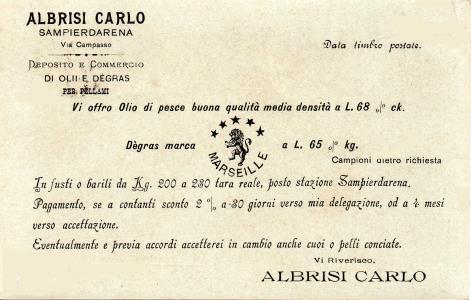 ALBRISI CARLO
SAMPIERDARENA
Via Campasso
DEPOSITO E COMMERCIO
DI OLII E DÈGRAS
PER PELLAMI
Data timbro postate.
Vi offro Olio di pesce buona qualità media densità a L. 68 % ck.
Dègras marca MARSEILLE a L. 65 % kg.
Campioni dietro richiesta
In fusti o barili da Kg. 200 a 230 tara reale, posto stazione Sampierdarena.
Pagamento, se a contanti sconto 2 % a 30 giorni verso mia delegazione, od a 4 mesi
verso accettazione.
Eventualmente e previa accordi accetterei in cambio anche cuoi o pelli conciate.
Vi Riverisco.
ALBRISI CARLO